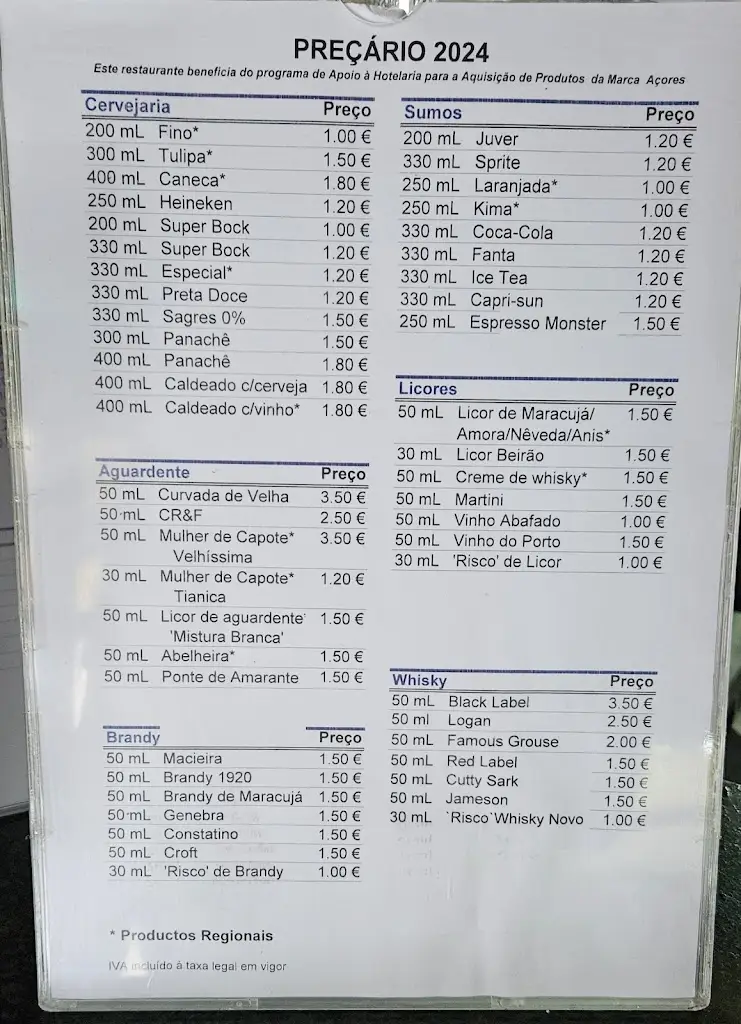 PREÇÁRIO 2024
Este restaurante beneficia do programa de Apoio à Hotelaria para a Aquisição de Produtos da Marca Açores
Cervejaria Preço
200 mL Fino* 1.00 €
300 mL Tulipa* 1.50 €
400 mL Caneca* 1.80 €
250 mL Heineken 1.20 €
200 mL Super Bock 1.00 €
330 mL Super Bock 1.20 €
330 mL Especial* 1.20 €
330 mL Preta Doce 1.20 €
330 mL Sagres 0% 1.50 €
300 mL Panachê 1.50 €
400 mL Panachê 1.80 €
400 mL Caldeado c/cerveja 1.80 €
400 mL Caldeado c/vinho* 1.80 €
Aguardente Preço
50 mL Curvada de Velha 3.50 €
50 mL CR&F 2.50 €
50 mL Mulher de Capote* 3.50 €
Velhíssima
30 mL Mulher de Capote* 1.20 €
Tianica
50 mL Licor de aguardente 1.50 €
'Mistura Branca'
50 mL Abelheira* 1.50 €
50 mL Ponte de Amarante 1.50 €
Brandy Preço
50 mL Macieira 1.50 €
50 mL Brandy 1920 1.50 €
50 mL Brandy de Maracujá 1.50 €
50 mL Genebra 1.50 €
50 mL Constatino 1.50 €
50 mL Croft 1.50 €
30 mL 'Risco' de Brandy 1.00 €
* Produtos Regionais
IVA incluído à taxa legal em vigor
Sumos Preço
200 mL Juver 1.20 €
330 mL Sprite 1.20 €
250 mL Laranjada* 1.00 €
250 mL Kima* 1.00 €
330 mL Coca-Cola 1.20 €
330 mL Fanta 1.20 €
330 mL Ice Tea 1.20 €
330 mL Capri-sun 1.20 €
250 mL Espresso Monster 1.50 €
Licores Preço
50 mL Licor de Maracujá/ 1.50 €
Amora/Nêveda/Anis*
30 mL Licor Beirão 1.50 €
50 mL Creme de whisky* 1.50 €
50 mL Martini 1.50 €
50 mL Vinho Abafado 1.00 €
50 mL Vinho do Porto 1.50 €
30 mL 'Risco' de Licor 1.00 €
Whisky Preço
50 mL Black Label 3.50 €
50 ml Logan 2.50 €
50 mL Famous Grouse 2.00 €
50 mL Red Label 1.50 €
50 mL Cutty Sark 1.50 €
50 mL Jameson 1.50 €
30 mL `Risco`Whisky Novo 1.00 €